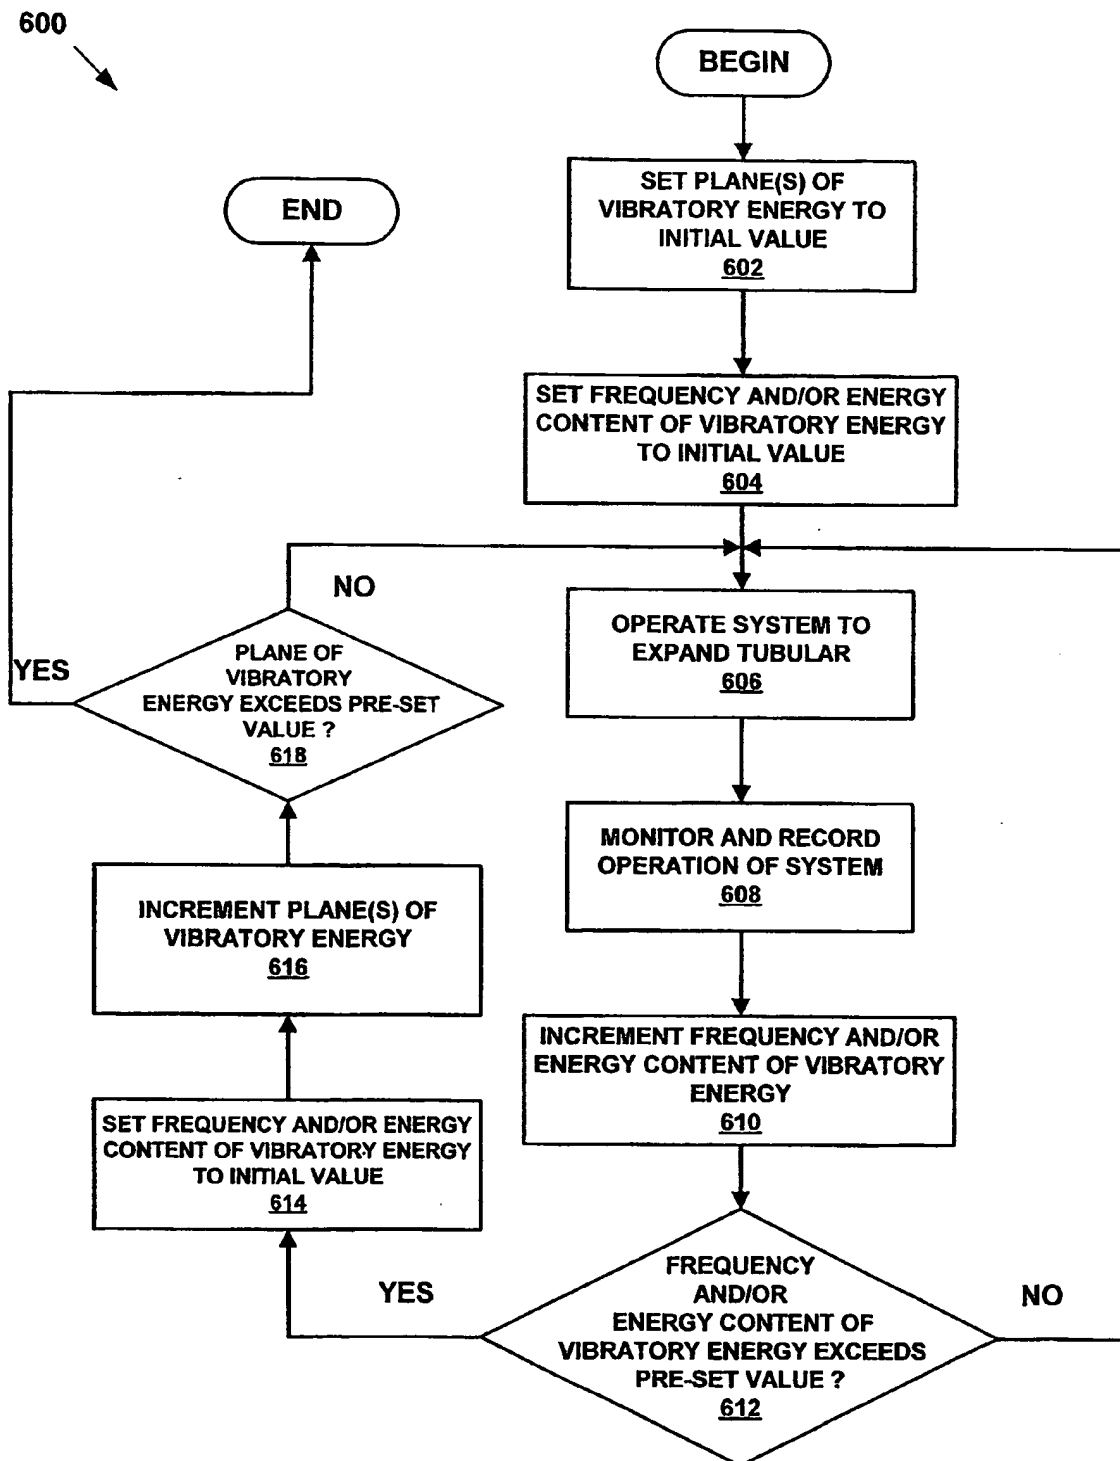 600
BEGIN
SET PLANE(S) OF
VIBRATORY ENERGY TO
INITIAL VALUE
602
END
SET FREQUENCY AND/OR ENERGY
CONTENT OF VIBRATORY ENERGY
TO INITIAL VALUE
604
NO
OPERATE SYSTEM TO
EXPAND TUBULAR
606
YES
PLANE OF
VIBRATORY
ENERGY EXCEEDS PRE-SET
VALUE ?
618
MONITOR AND RECORD
OPERATION OF SYSTEM
608
INCREMENT PLANE(S) OF
VIBRATORY ENERGY
616
INCREMENT FREQUENCY AND/OR
ENERGY CONTENT OF VIBRATORY
ENERGY
610
SET FREQUENCY AND/OR ENERGY
CONTENT OF VIBRATORY ENERGY
TO INITIAL VALUE
614
YES
FREQUENCY
AND/OR
ENERGY CONTENT OF
VIBRATORY ENERGY EXCEEDS
PRE-SET VALUE ?
612
NO